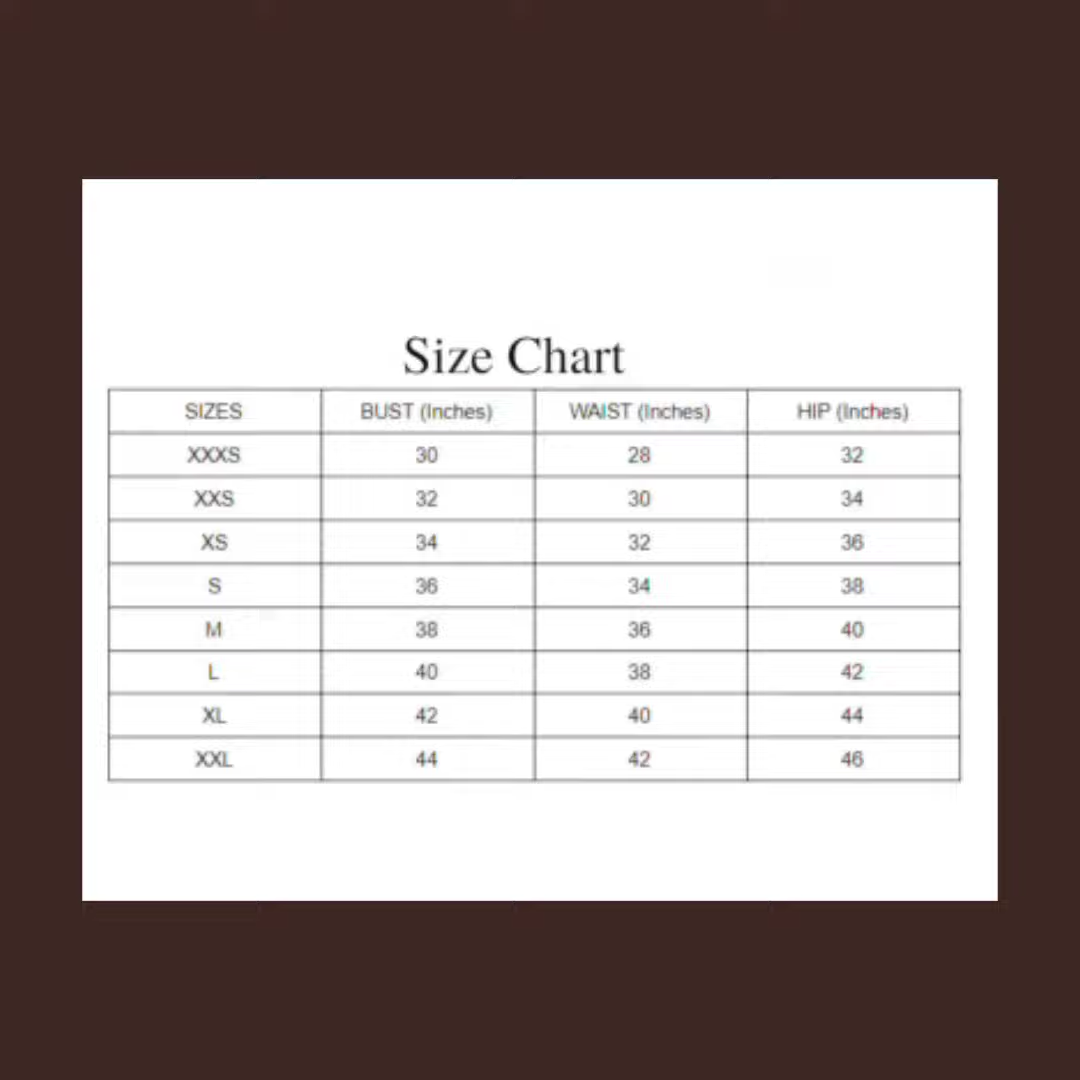 Size Chart
SIZES BUST (Inches) WAIST (Inches) HIP (Inches)
XXXS 30 28 32
XXS 32 30 34
XS 34 32 36
S 36 34 38
M 38 36 40
L 40 38 42
XL 42 40 44
XXL 44 42 46